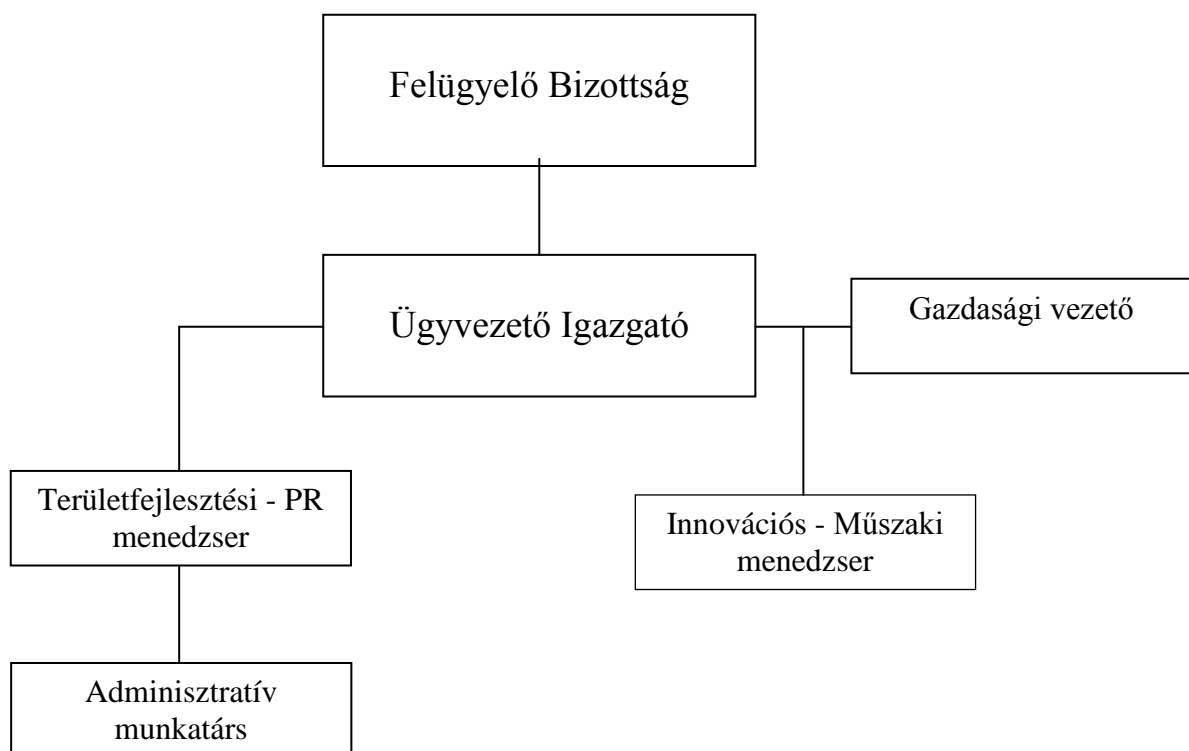 Felügyelő Bizottság
Ügyvezető Igazgató
Gazdasági vezető
Területfejlesztési - PR
menedzser
Innovációs - Műszaki
menedzser
Adminisztratív
munkatárs